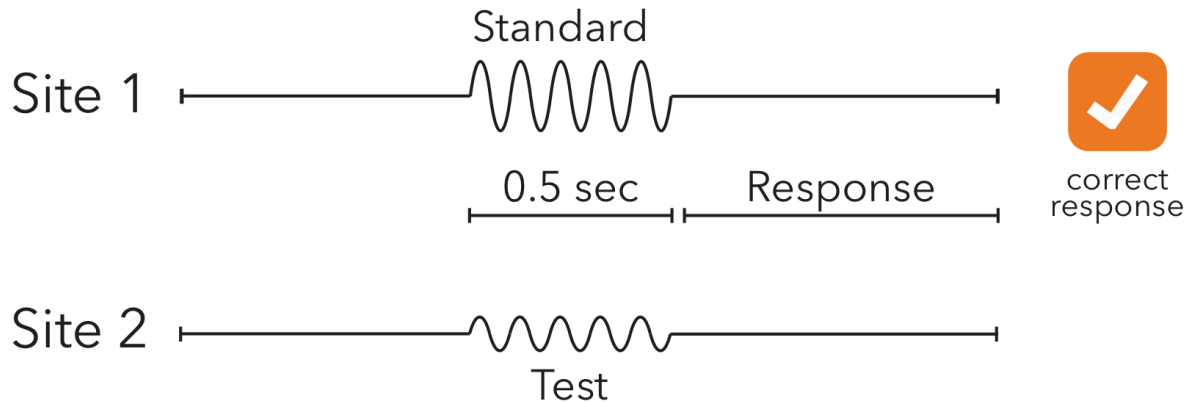 Standard
Site 1
0.5 sec
Response
correct
response
Site 2
Test